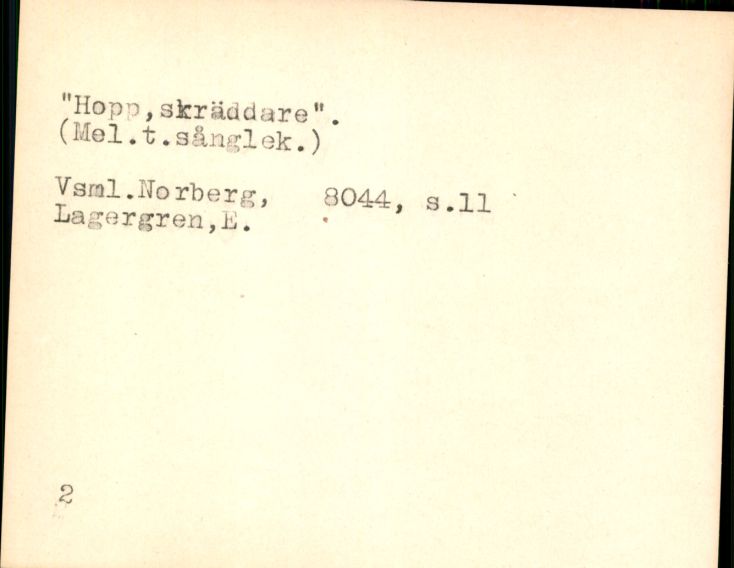 "Hopp,skräddare".
(Mel.t.sånglek.)
Vsml.Norberg, 8044, s.11
Lagergren,E.
2